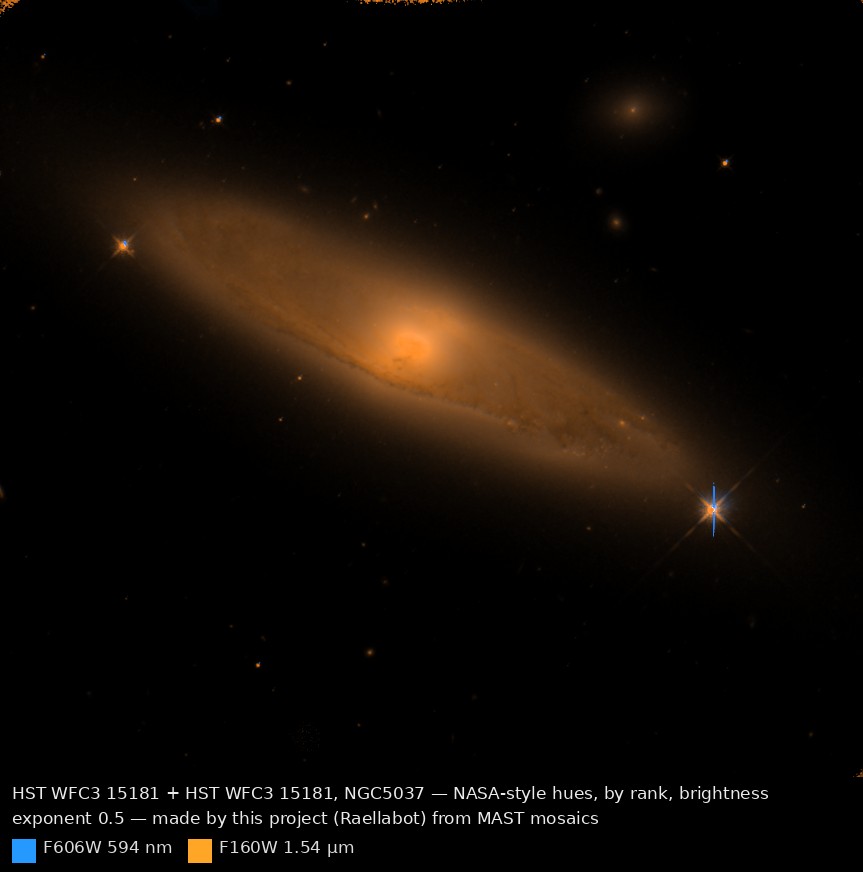 HST WFC3 15181 + HST WFC3 15181, NGC5037 — NASA-style hues, by rank, brightness
exponent 0.5 — made by this project (Raellabot) from MAST mosaics
F606W 594 nm F160W 1.54 µm